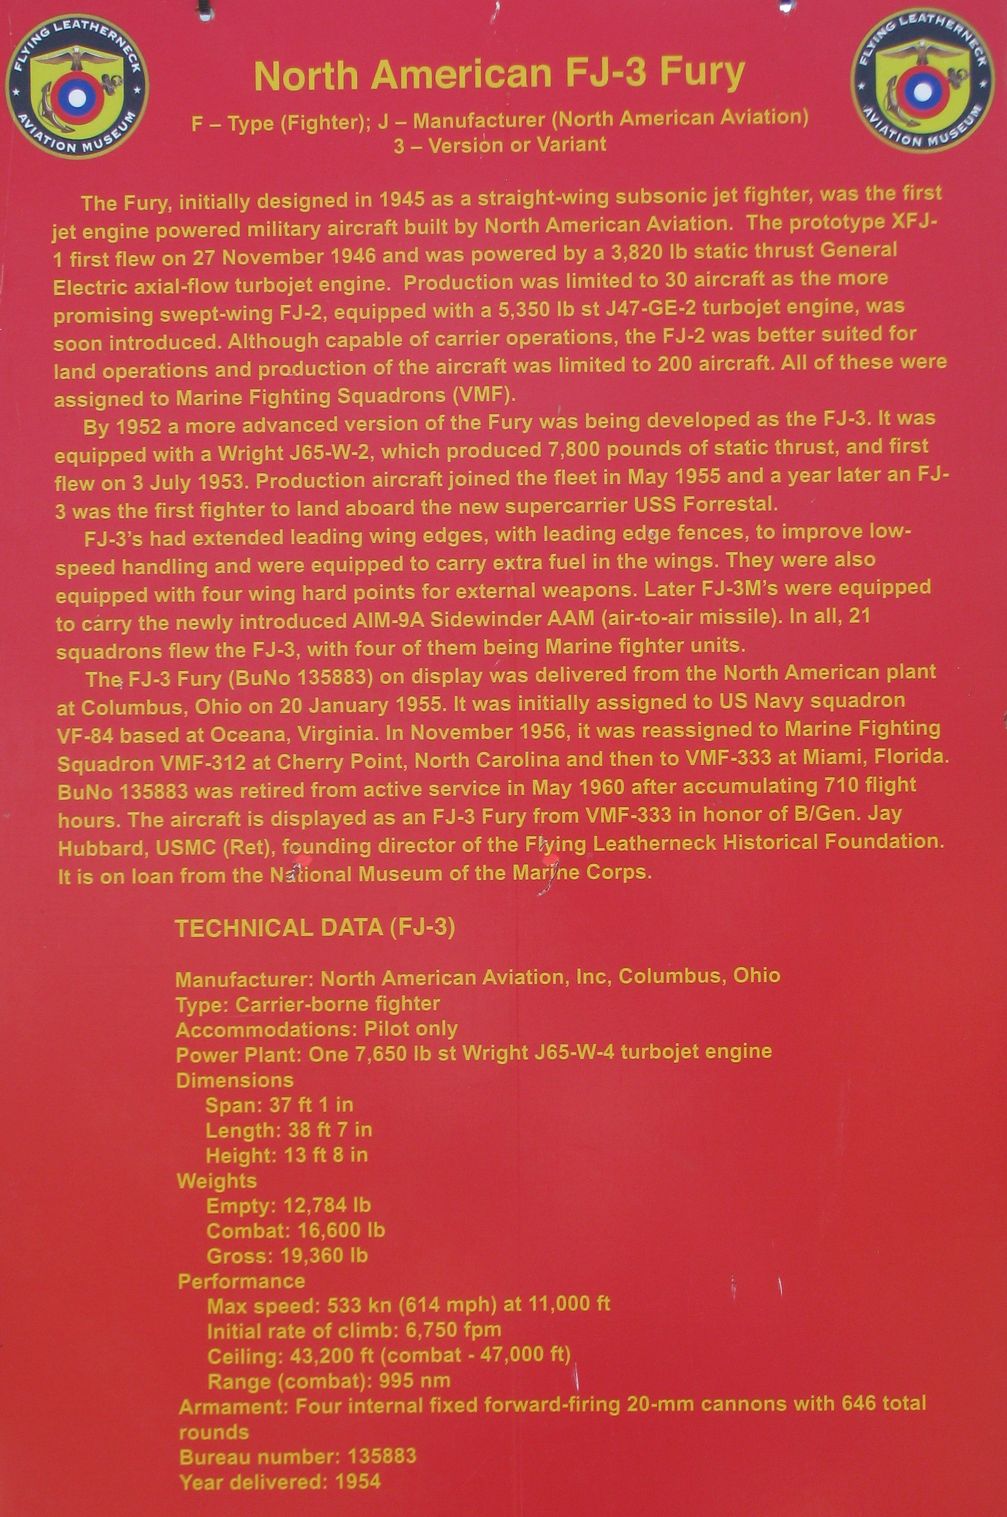 FLYING LEATHERNECK AVIATION MUSEUM
FLYING LEATHERNECK AVIATION MUSEUM
North American FJ-3 Fury
F – Type (Fighter); J – Manufacturer (North American Aviation)
3 – Version or Variant
The Fury, initially designed in 1945 as a straight-wing subsonic jet fighter, was the first
jet engine powered military aircraft built by North American Aviation. The prototype XFJ-
1 first flew on 27 November 1946 and was powered by a 3,820 lb static thrust General
Electric axial-flow turbojet engine. Production was limited to 30 aircraft as the more
promising swept-wing FJ-2, equipped with a 5,350 lb st J47-GE-2 turbojet engine, was
soon introduced. Although capable of carrier operations, the FJ-2 was better suited for
land operations and production of the aircraft was limited to 200 aircraft. All of these were
assigned to Marine Fighting Squadrons (VMF).
By 1952 a more advanced version of the Fury was being developed as the FJ-3. It was
equipped with a Wright J65-W-2, which produced 7,800 pounds of static thrust, and first
flew on 3 July 1953. Production aircraft joined the fleet in May 1955 and a year later an FJ-
3 was the first fighter to land aboard the new supercarrier USS Forrestal.
FJ-3's had extended leading wing edges, with leading edge fences, to improve low-
speed handling and were equipped to carry extra fuel in the wings. They were also
equipped with four wing hard points for external weapons. Later FJ-3M's were equipped
to carry the newly introduced AIM-9A Sidewinder AAM (air-to-air missile). In all, 21
squadrons flew the FJ-3, with four of them being Marine fighter units.
The FJ-3 Fury (BuNo 135883) on display was delivered from the North American plant
at Columbus, Ohio on 20 January 1955. It was initially assigned to US Navy squadron
VF-84 based at Oceana, Virginia. In November 1956, it was reassigned to Marine Fighting
Squadron VMF-312 at Cherry Point, North Carolina and then to VMF-333 at Miami, Florida.
BuNo 135883 was retired from active service in May 1960 after accumulating 710 flight
hours. The aircraft is displayed as an FJ-3 Fury from VMF-333 in honor of B/Gen. Jay
Hubbard, USMC (Ret), founding director of the Flying Leatherneck Historical Foundation.
It is on loan from the National Museum of the Marine Corps.
TECHNICAL DATA (FJ-3)
Manufacturer: North American Aviation, Inc, Columbus, Ohio
Type: Carrier-borne fighter
Accommodations: Pilot only
Power Plant: One 7,650 lb st Wright J65-W-4 turbojet engine
Dimensions
Span: 37 ft 1 in
Length: 38 ft 7 in
Height: 13 ft 8 in
Weights
Empty: 12,784 lb
Combat: 16,600 lb
Gross: 19,360 lb
Performance
Max speed: 533 kn (614 mph) at 11,000 ft
Initial rate of climb: 6,750 fpm
Ceiling: 43,200 ft (combat - 47,000 ft)
Range (combat): 995 nm
Armament: Four internal fixed forward-firing 20-mm cannons with 646 total
rounds
Bureau number: 135883
Year delivered: 1954